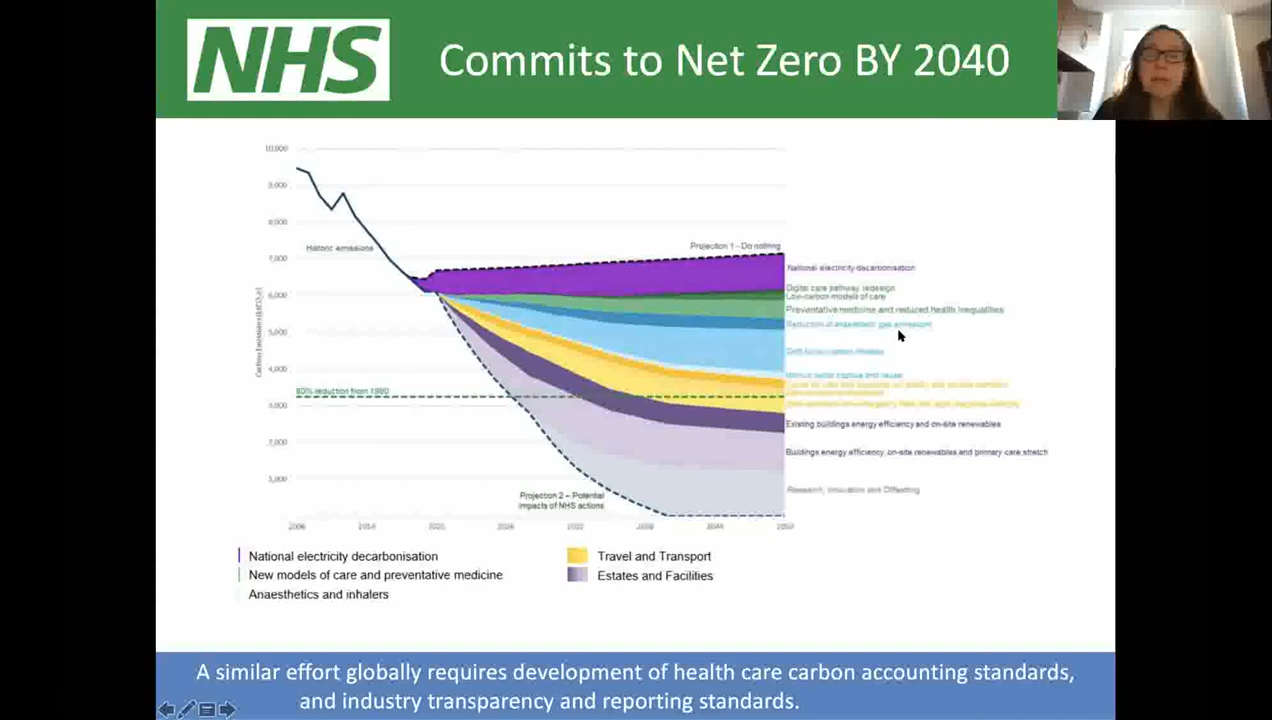 NHS
Commits to Net Zero BY 2040
10,000
9,000
8,000
7,000
6,000
5,000
4,000
3,000
2,000
1,000
Historic emissions
Projection 1 – Do nothing
80% reduction from 1990
Projection 2 – Potential
impacts of NHS actions
2020
2050
National electricity decarbonisation
Digital care pathway redesign
Low-carbon models of care
Preventative medicine and reduced health inequalities
Reduction of anaesthetic gas emissions
Existing buildings energy efficiency and on-site renewables
Buildings energy efficiency, on-site renewables and primary care stretch
Research, Innovation and Offsetting
National electricity decarbonisation
New models of care and preventative medicine
Anaesthetics and inhalers
Travel and Transport
Estates and Facilities
A similar effort globally requires development of health care carbon accounting standards,
and industry transparency and reporting standards.